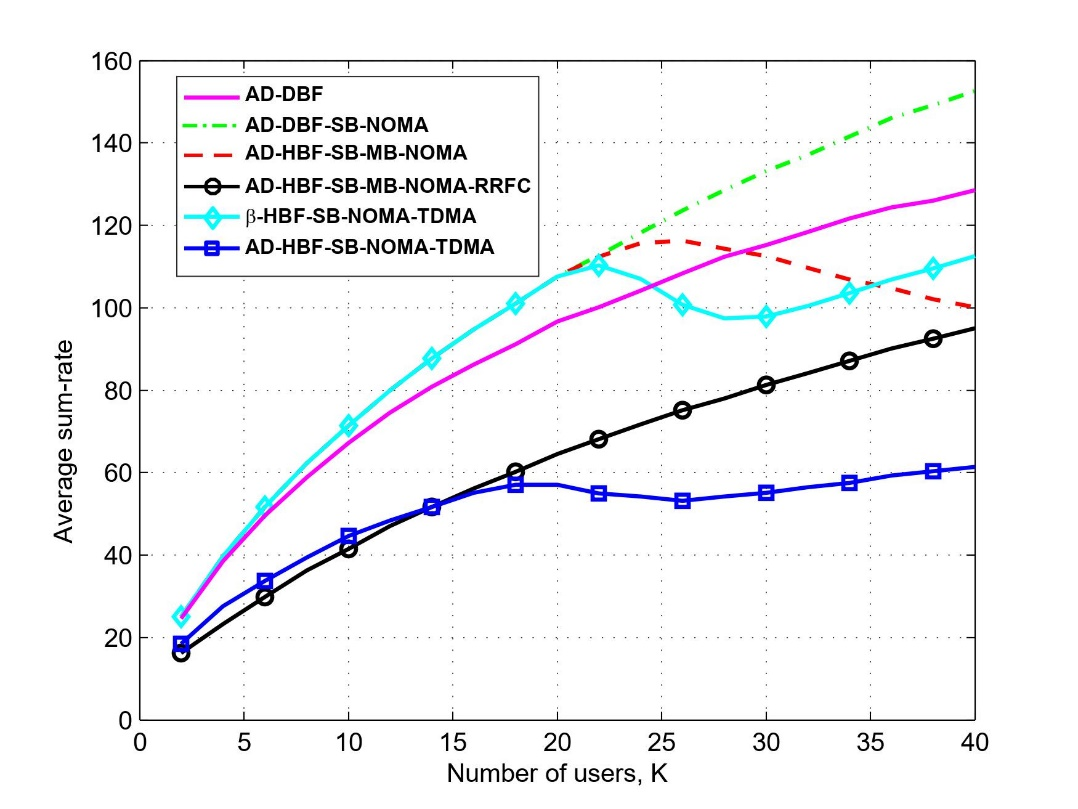 160
140
120
100
80
60
40
20
0
Average sum-rate
AD-DBF
AD-DBF-SB-NOMA
AD-HBF-SB-MB-NOMA
AD-HBF-SB-MB-NOMA-RRFC
β-HBF-SB-NOMA-TDMA
AD-HBF-SB-NOMA-TDMA
0 5 10 15 20 25 30 35 40
Number of users, K